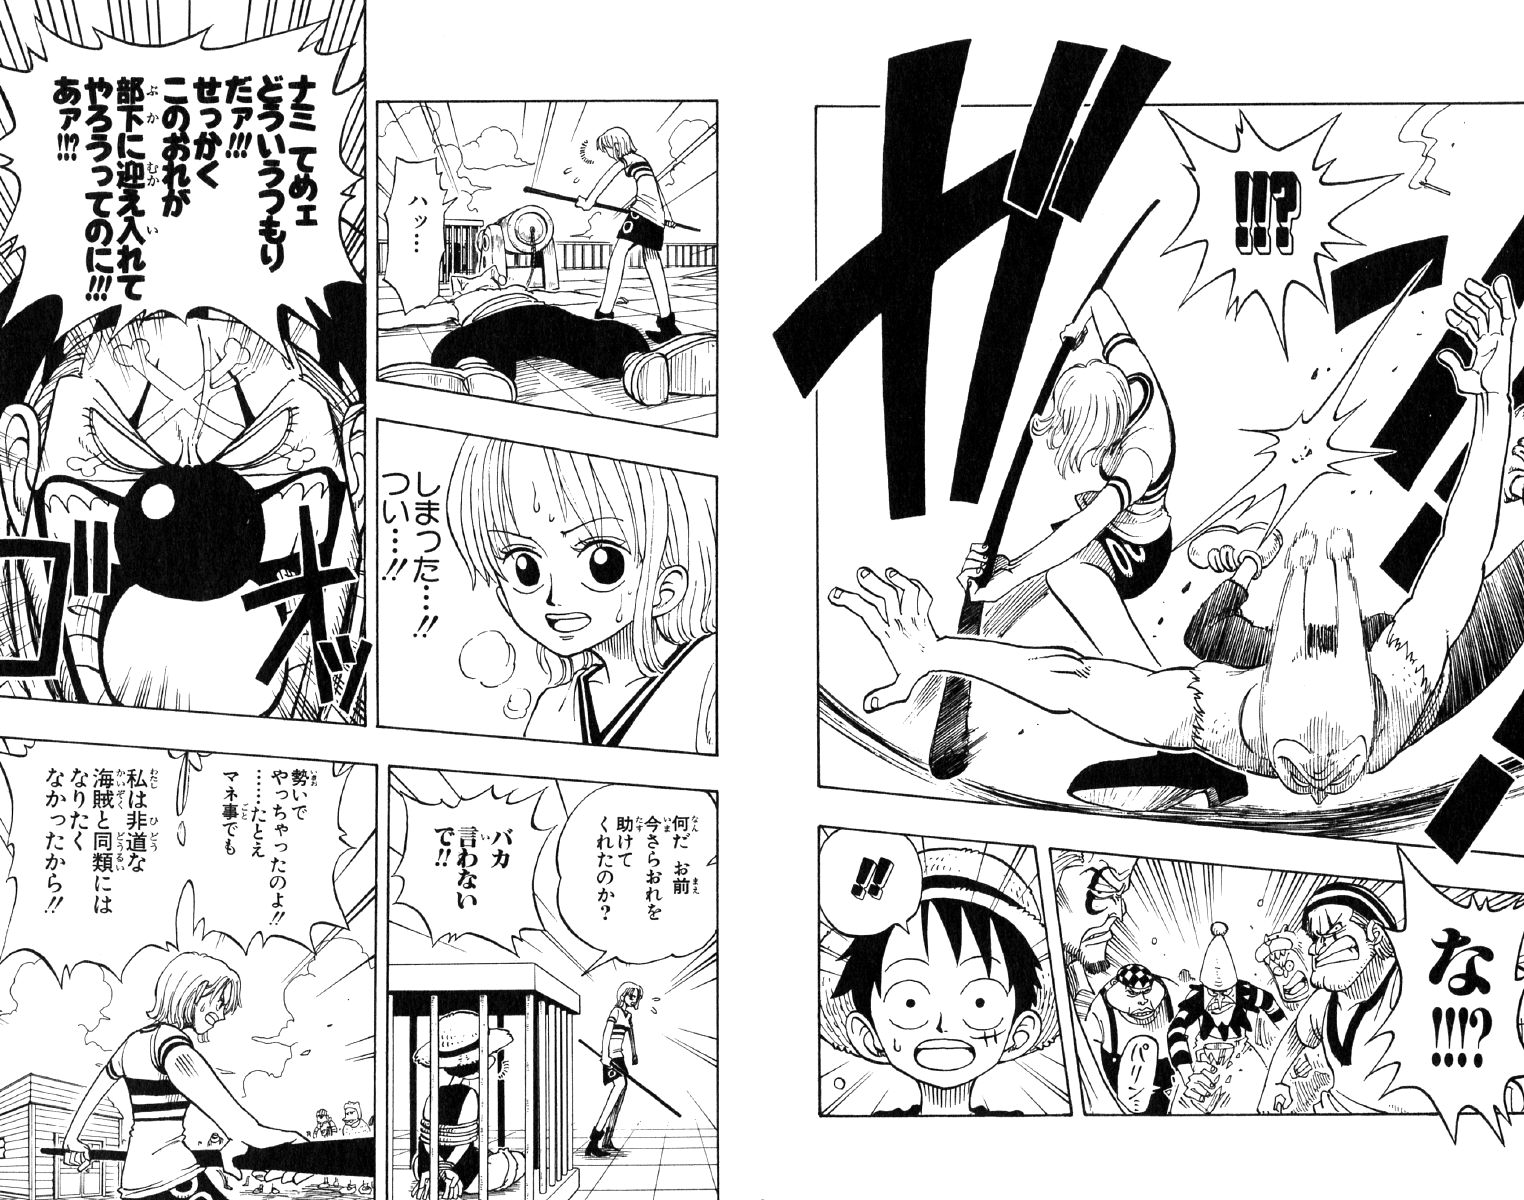 !!?
ガガッ
な
!!!!?
パリン
!!
ハッ…
しまった…!!
つい…!!
ナミ てめェ
どういうつもり
だァ!!!
せっかく
このおれが
部下に迎え入れて
やろうってのに!!!
あァ!!?
ゴオッ
何だ お前
今さらおれを
助けて
くれたのか?
バカ
言わない
で!!
勢いで
やっちゃったのよ!!
……たとえ
マネ事でも
私は非道な
海賊と同類には
なりたく
なかったから!!